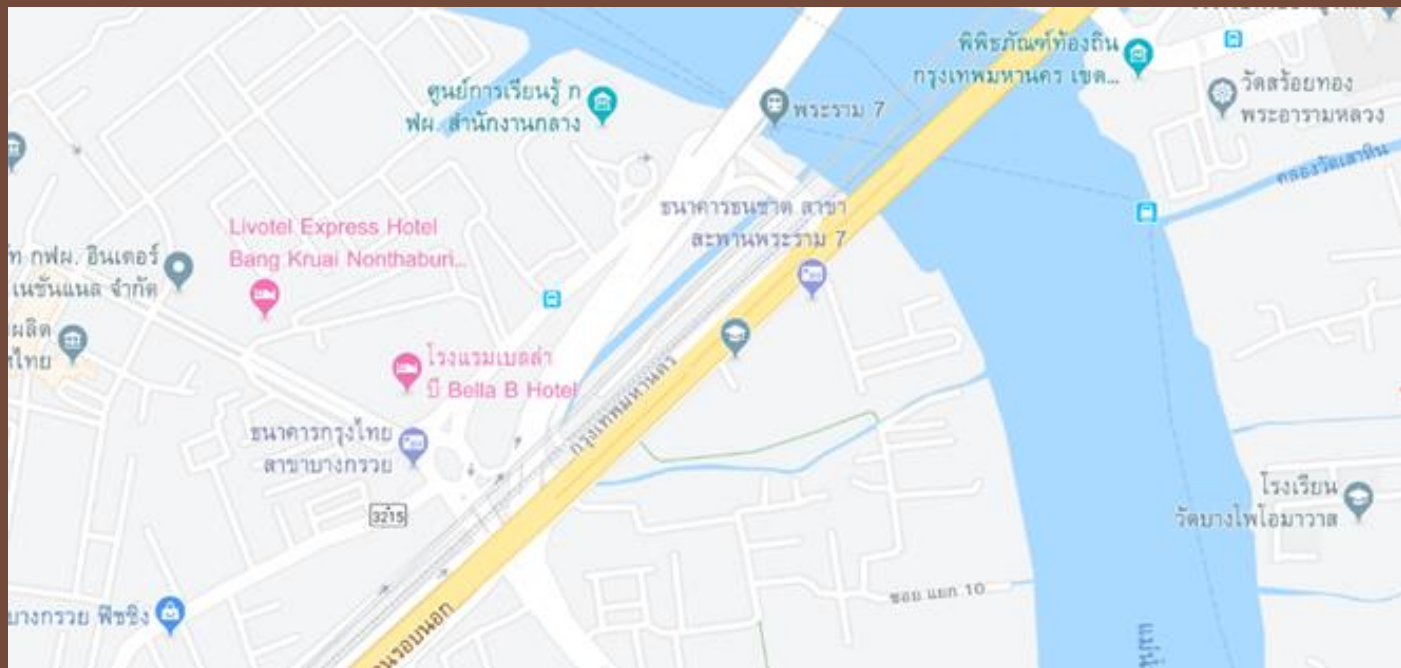 พิพิธภัณฑ์ท้องถิ่น
กรุงเทพมหานคร เขต...
ศูนย์การเรียนรู้ ก
ฟผ. สำนักงานกลาง
พระราม 7
วัดสร้อยทอง
พระอารามหลวง
คลองวัดเสาหิน
ธนาคารธนชาต สาขา
สะพานพระราม 7
Livotel Express Hotel
Bang Kruai Nonthaburi...
ท กฟผ. อินเตอร์
เนชั่นแนล จำกัด
ผลิต
ไทย
โรงแรมเบลล่า
บี Bella B Hotel
กรุงเทพมหานคร
ธนาคารกรุงไทย
สาขาบางกรวย
3215
โรงเรียน
วัดบางโพโอมาวาส
ซอย แยก 10
บางกรวย ฟิชชิ่ง
นรอบนอก